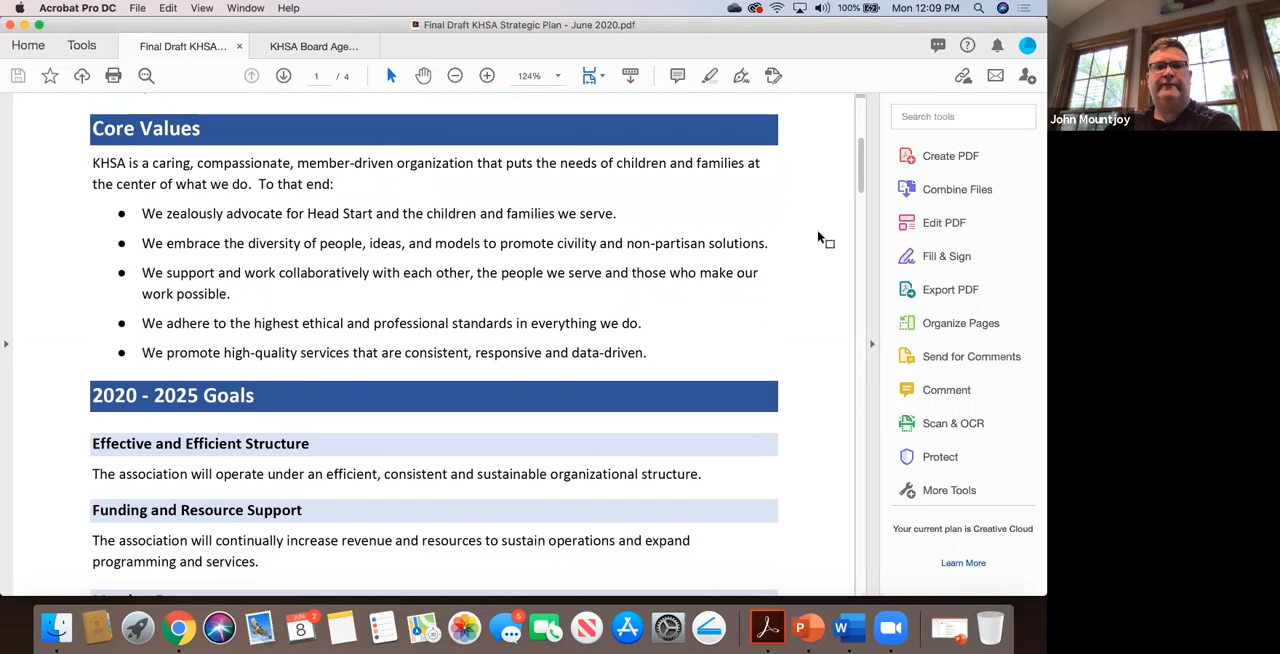 Acrobat Pro DC File Edit View Window Help 100% Mon 12:09 PM
Final Draft KHSA Strategic Plan - June 2020.pdf
Home Tools Final Draft KHSA... × KHSA Board Age...
1 / 4 124%
Core Values
KHSA is a caring, compassionate, member-driven organization that puts the needs of children and families at
the center of what we do. To that end:
● We zealously advocate for Head Start and the children and families we serve.
● We embrace the diversity of people, ideas, and models to promote civility and non-partisan solutions.
● We support and work collaboratively with each other, the people we serve and those who make our
work possible.
● We adhere to the highest ethical and professional standards in everything we do.
● We promote high-quality services that are consistent, responsive and data-driven.
2020 - 2025 Goals
Effective and Efficient Structure
The association will operate under an efficient, consistent and sustainable organizational structure.
Funding and Resource Support
The association will continually increase revenue and resources to sustain operations and expand
programming and services.
Search tools
Create PDF
Combine Files
Edit PDF
Fill & Sign
Export PDF
Organize Pages
Send for Comments
Comment
Scan & OCR
Protect
More Tools
Your current plan is Creative Cloud
Learn More
John Mountjoy
JUN 2
8
5
P
W